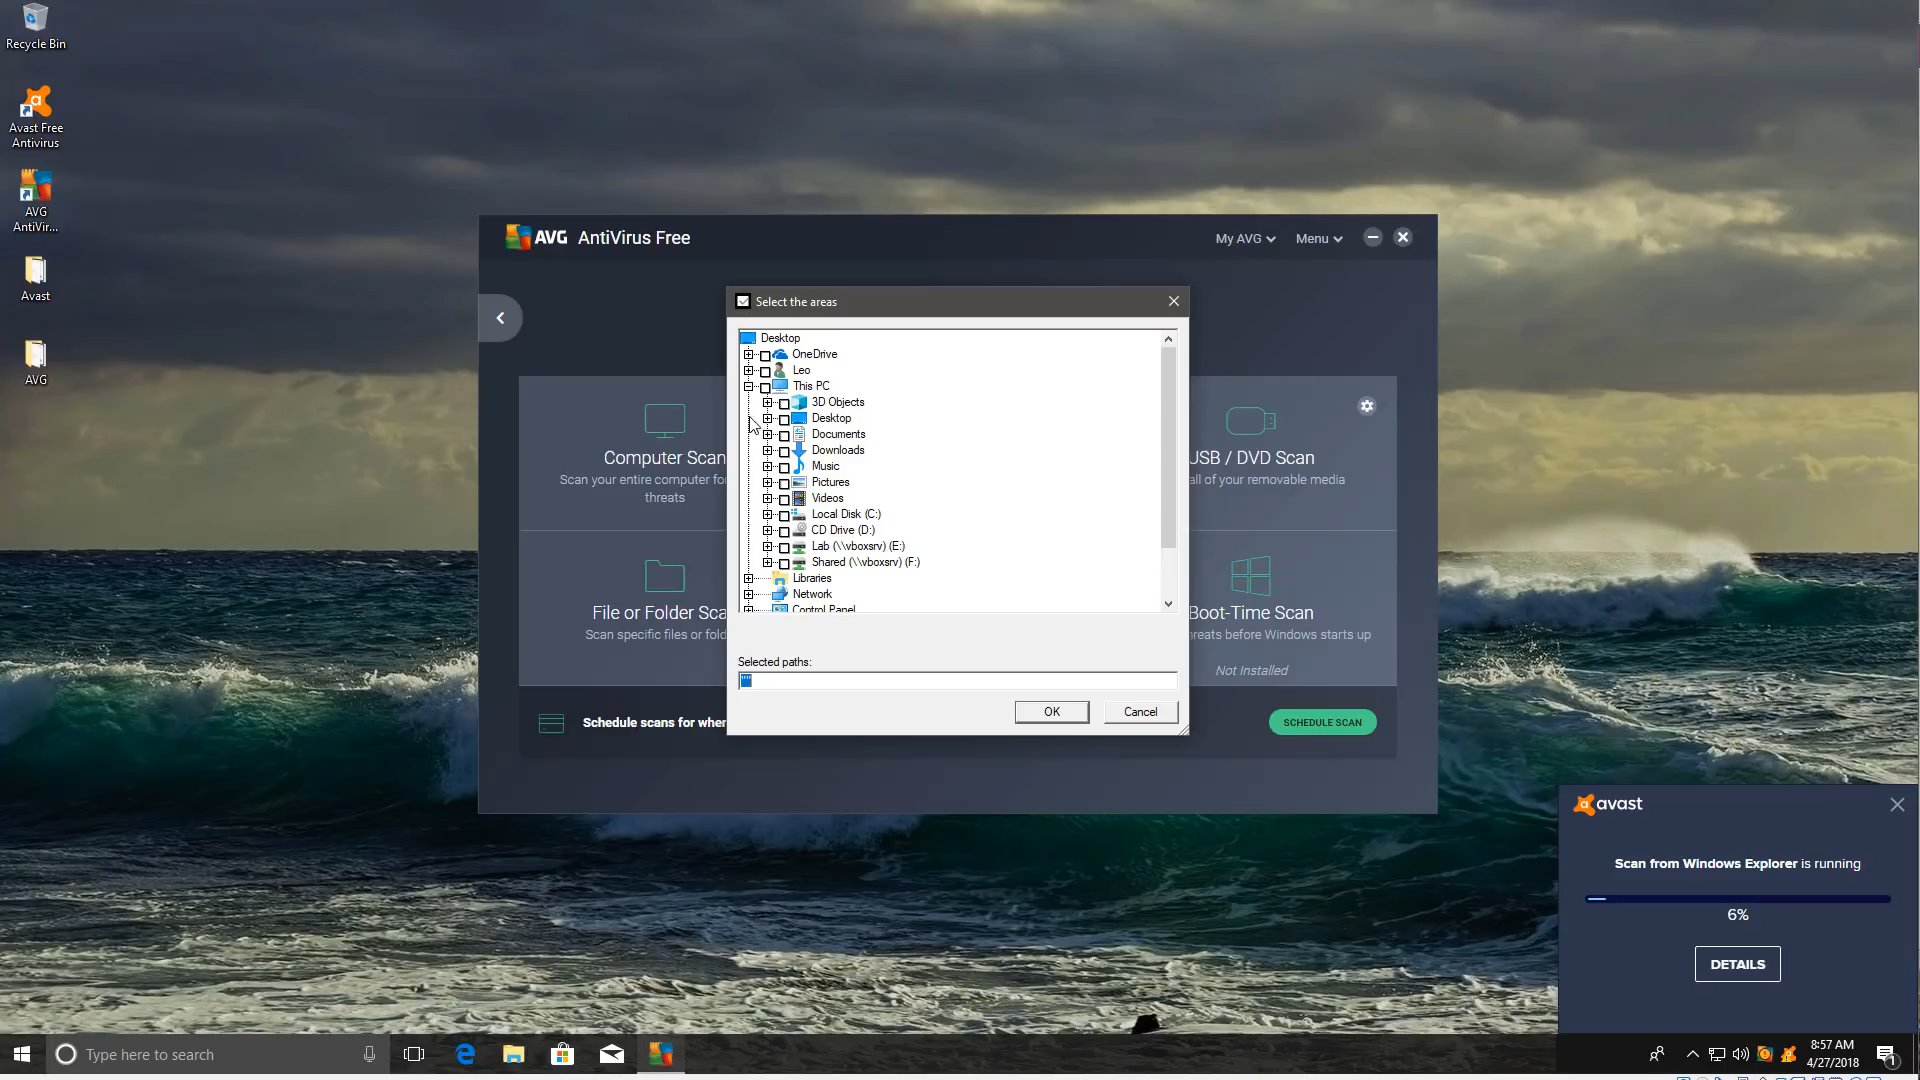 Recycle Bin
Avast Free
Antivirus
AVG
AntiVir...
Avast
AVG
AVG AntiVirus Free
My AVG
Menu
Select the areas
Desktop
OneDrive
Leo
This PC
3D Objects
Desktop
Documents
Downloads
Music
Pictures
Videos
Local Disk (C:)
CD Drive (D:)
Lab (\\vboxsrv) (E:)
Shared (\\vboxsrv) (F:)
Libraries
Network
Control Panel
Selected paths:
OK
Cancel
Computer Scan
Scan your entire computer for
threats
USB / DVD Scan
all of your removable media
File or Folder Sca
Scan specific files or fold
Boot-Time Scan
hreats before Windows starts up
Not Installed
Schedule scans for when
SCHEDULE SCAN
avast
Scan from Windows Explorer is running
6%
DETAILS
Type here to search
8:57 AM
4/27/2018
1